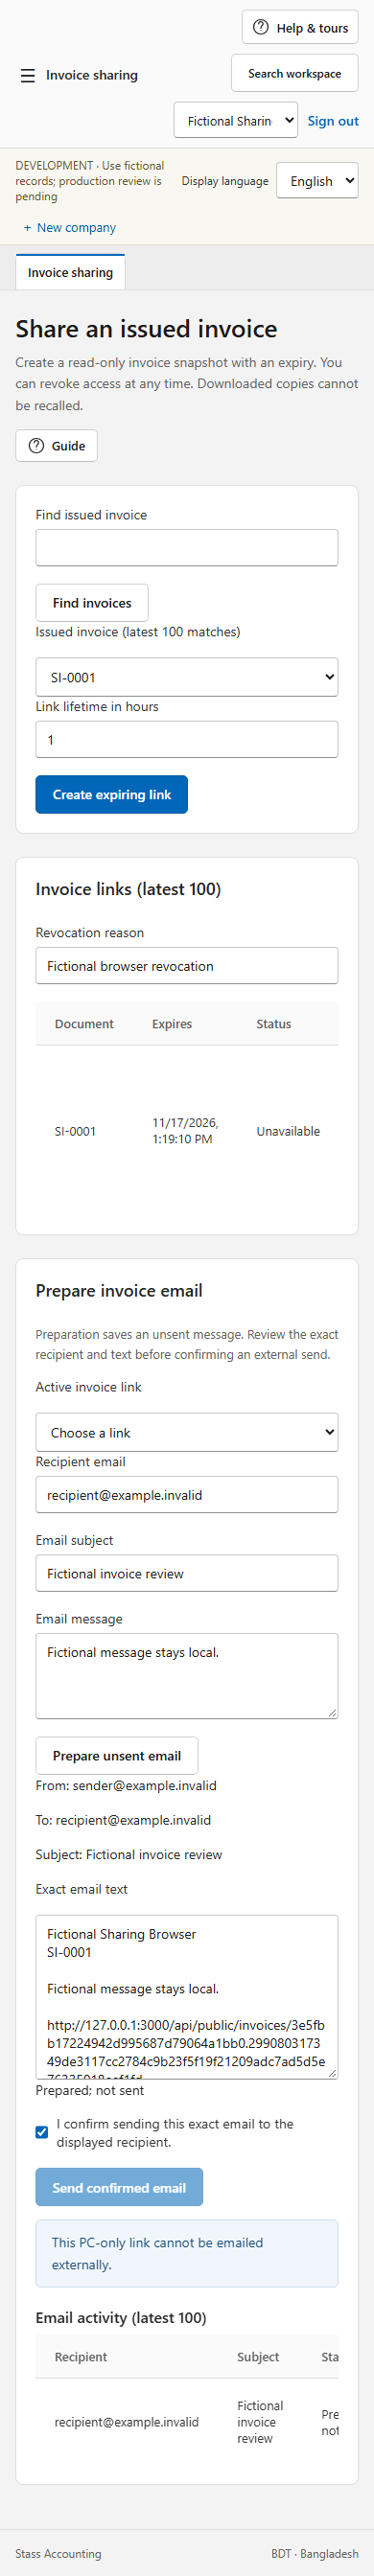 Help & tours
Invoice sharing
Search workspace
Fictional Sharin
Sign out
DEVELOPMENT · Use fictional
records; production review is
pending
Display language
English
+ New company
Invoice sharing
Share an issued invoice
Create a read-only invoice snapshot with an expiry. You
can revoke access at any time. Downloaded copies cannot
be recalled.
Guide
Find issued invoice
Find invoices
Issued invoice (latest 100 matches)
SI-0001
Link lifetime in hours
1
Create expiring link
Invoice links (latest 100)
Revocation reason
Fictional browser revocation
Document Expires Status
SI-0001
11/17/2026,
1:19:10 PM
Unavailable
Prepare invoice email
Preparation saves an unsent message. Review the exact
recipient and text before confirming an external send.
Active invoice link
Choose a link
Recipient email
recipient@example.invalid
Email subject
Fictional invoice review
Email message
Fictional message stays local.
Prepare unsent email
From: sender@example.invalid
To: recipient@example.invalid
Subject: Fictional invoice review
Exact email text
Fictional Sharing Browser
SI-0001
Fictional message stays local.
http://127.0.0.1:3000/api/public/invoices/3e5fb
b17224942d995687d79064a1bb0.2990803173
49de3117cc2784c9b23f5f19f21209adc7ad5d5e
Prepared; not sent
I confirm sending this exact email to the
displayed recipient.
Send confirmed email
This PC-only link cannot be emailed
externally.
Email activity (latest 100)
Recipient Subject Sta
recipient@example.invalid
Fictional
invoice
review
Pre
not
Stass Accounting
BDT · Bangladesh